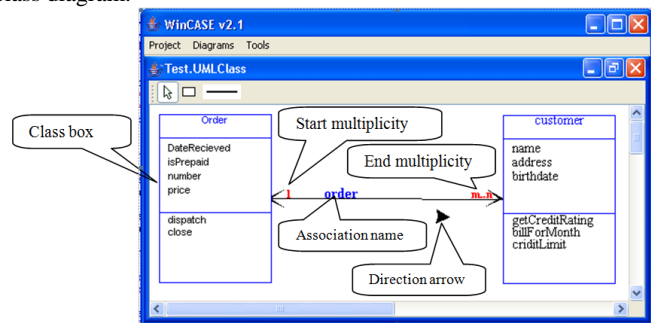 class diagram.
WinCASE v2.1
Project Diagrams Tools
Test.UMLClass
Class box
Order
DateRecieved
isPrepaid
number
price
dispatch
close
Start multiplicity
End multiplicity
1 order m..n
Association name
Direction arrow
customer
name
address
birthdate
getCreditRating
billForMonth
criditLimit